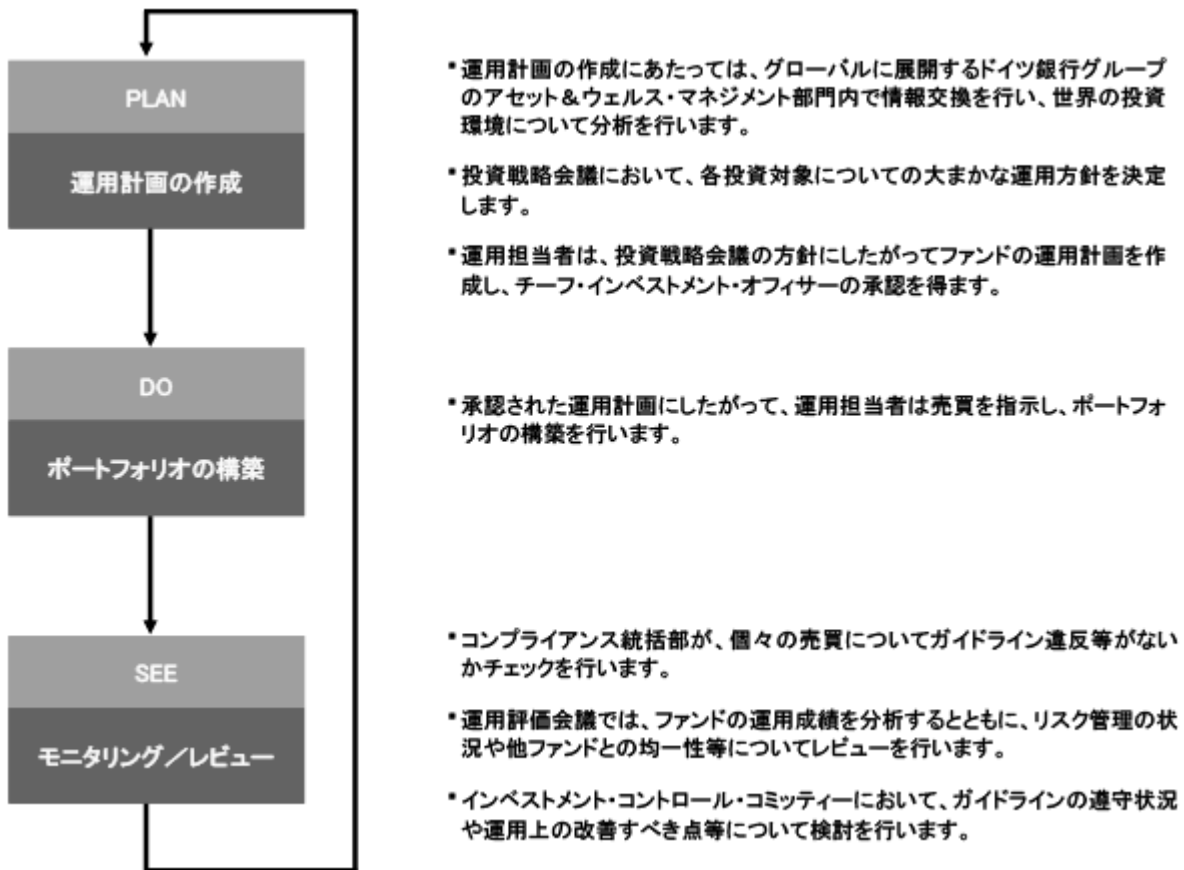 PLAN
運用計画の作成
▪運用計画の作成にあたっては、グローバルに展開するドイツ銀行グループ
のアセット＆ウェルス・マネジメント部門内で情報交換を行い、世界の投資
環境について分析を行います。
▪投資戦略会議において、各投資対象についての大まかな運用方針を決定
します。
▪運用担当者は、投資戦略会議の方針にしたがってファンドの運用計画を作
成し、チーフ・インベストメント・オフィサーの承認を得ます。
DO
ポートフォリオの構築
▪承認された運用計画にしたがって、運用担当者は売買を指示し、ポートフォ
リオの構築を行います。
SEE
モニタリング／レビュー
▪コンプライアンス統括部が、個々の売買についてガイドライン違反等がない
かチェックを行います。
▪運用評価会議では、ファンドの運用成績を分析するとともに、リスク管理の状
況や他ファンドとの均一性等についてレビューを行います。
▪インベストメント・コントロール・コミッティーにおいて、ガイドラインの遵守状況
や運用上の改善すべき点等について検討を行います。